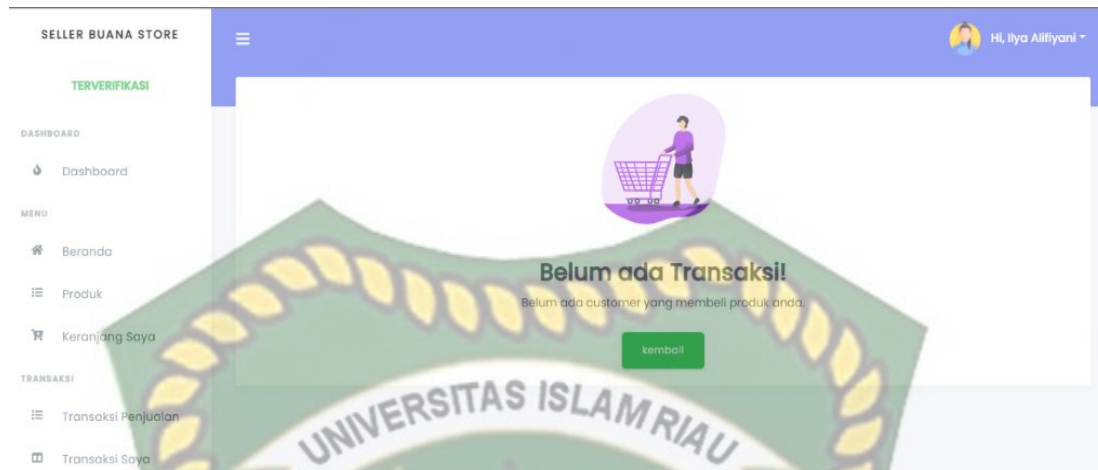 SELLER BUANA STORE
Hi, Ilya Alifiyani
TERVERIFIKASI
DASHBOARD
Dashboard
MENU
Beranda
Produk
Keranjang Saya
TRANSAKSI
Transaksi Penjualan
Transaksi Saya
Belum ada Transaksi!
Belum ada customer yang membeli produk anda.
kembali
UNIVERSITAS ISLAM RIAU